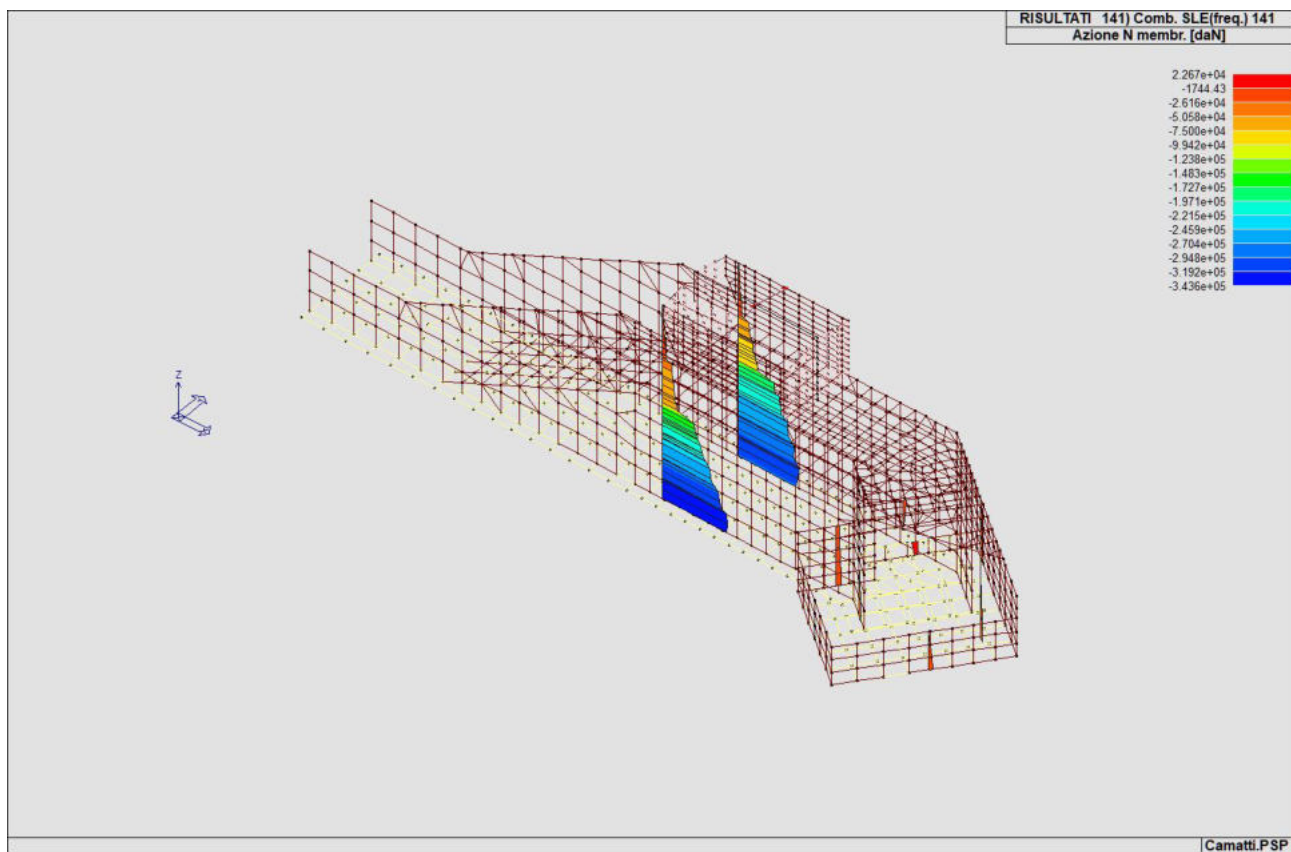 RISULTATI 141) Comb. SLE(freq.) 141
Azione N membr. [daN]
2.267e+04
-1744.43
-2.616e+04
-5.058e+04
-7.500e+04
-9.942e+04
-1.238e+05
-1.483e+05
-1.727e+05
-1.971e+05
-2.215e+05
-2.459e+05
-2.704e+05
-2.948e+05
-3.192e+05
-3.436e+05
Z
Camatti.PSP